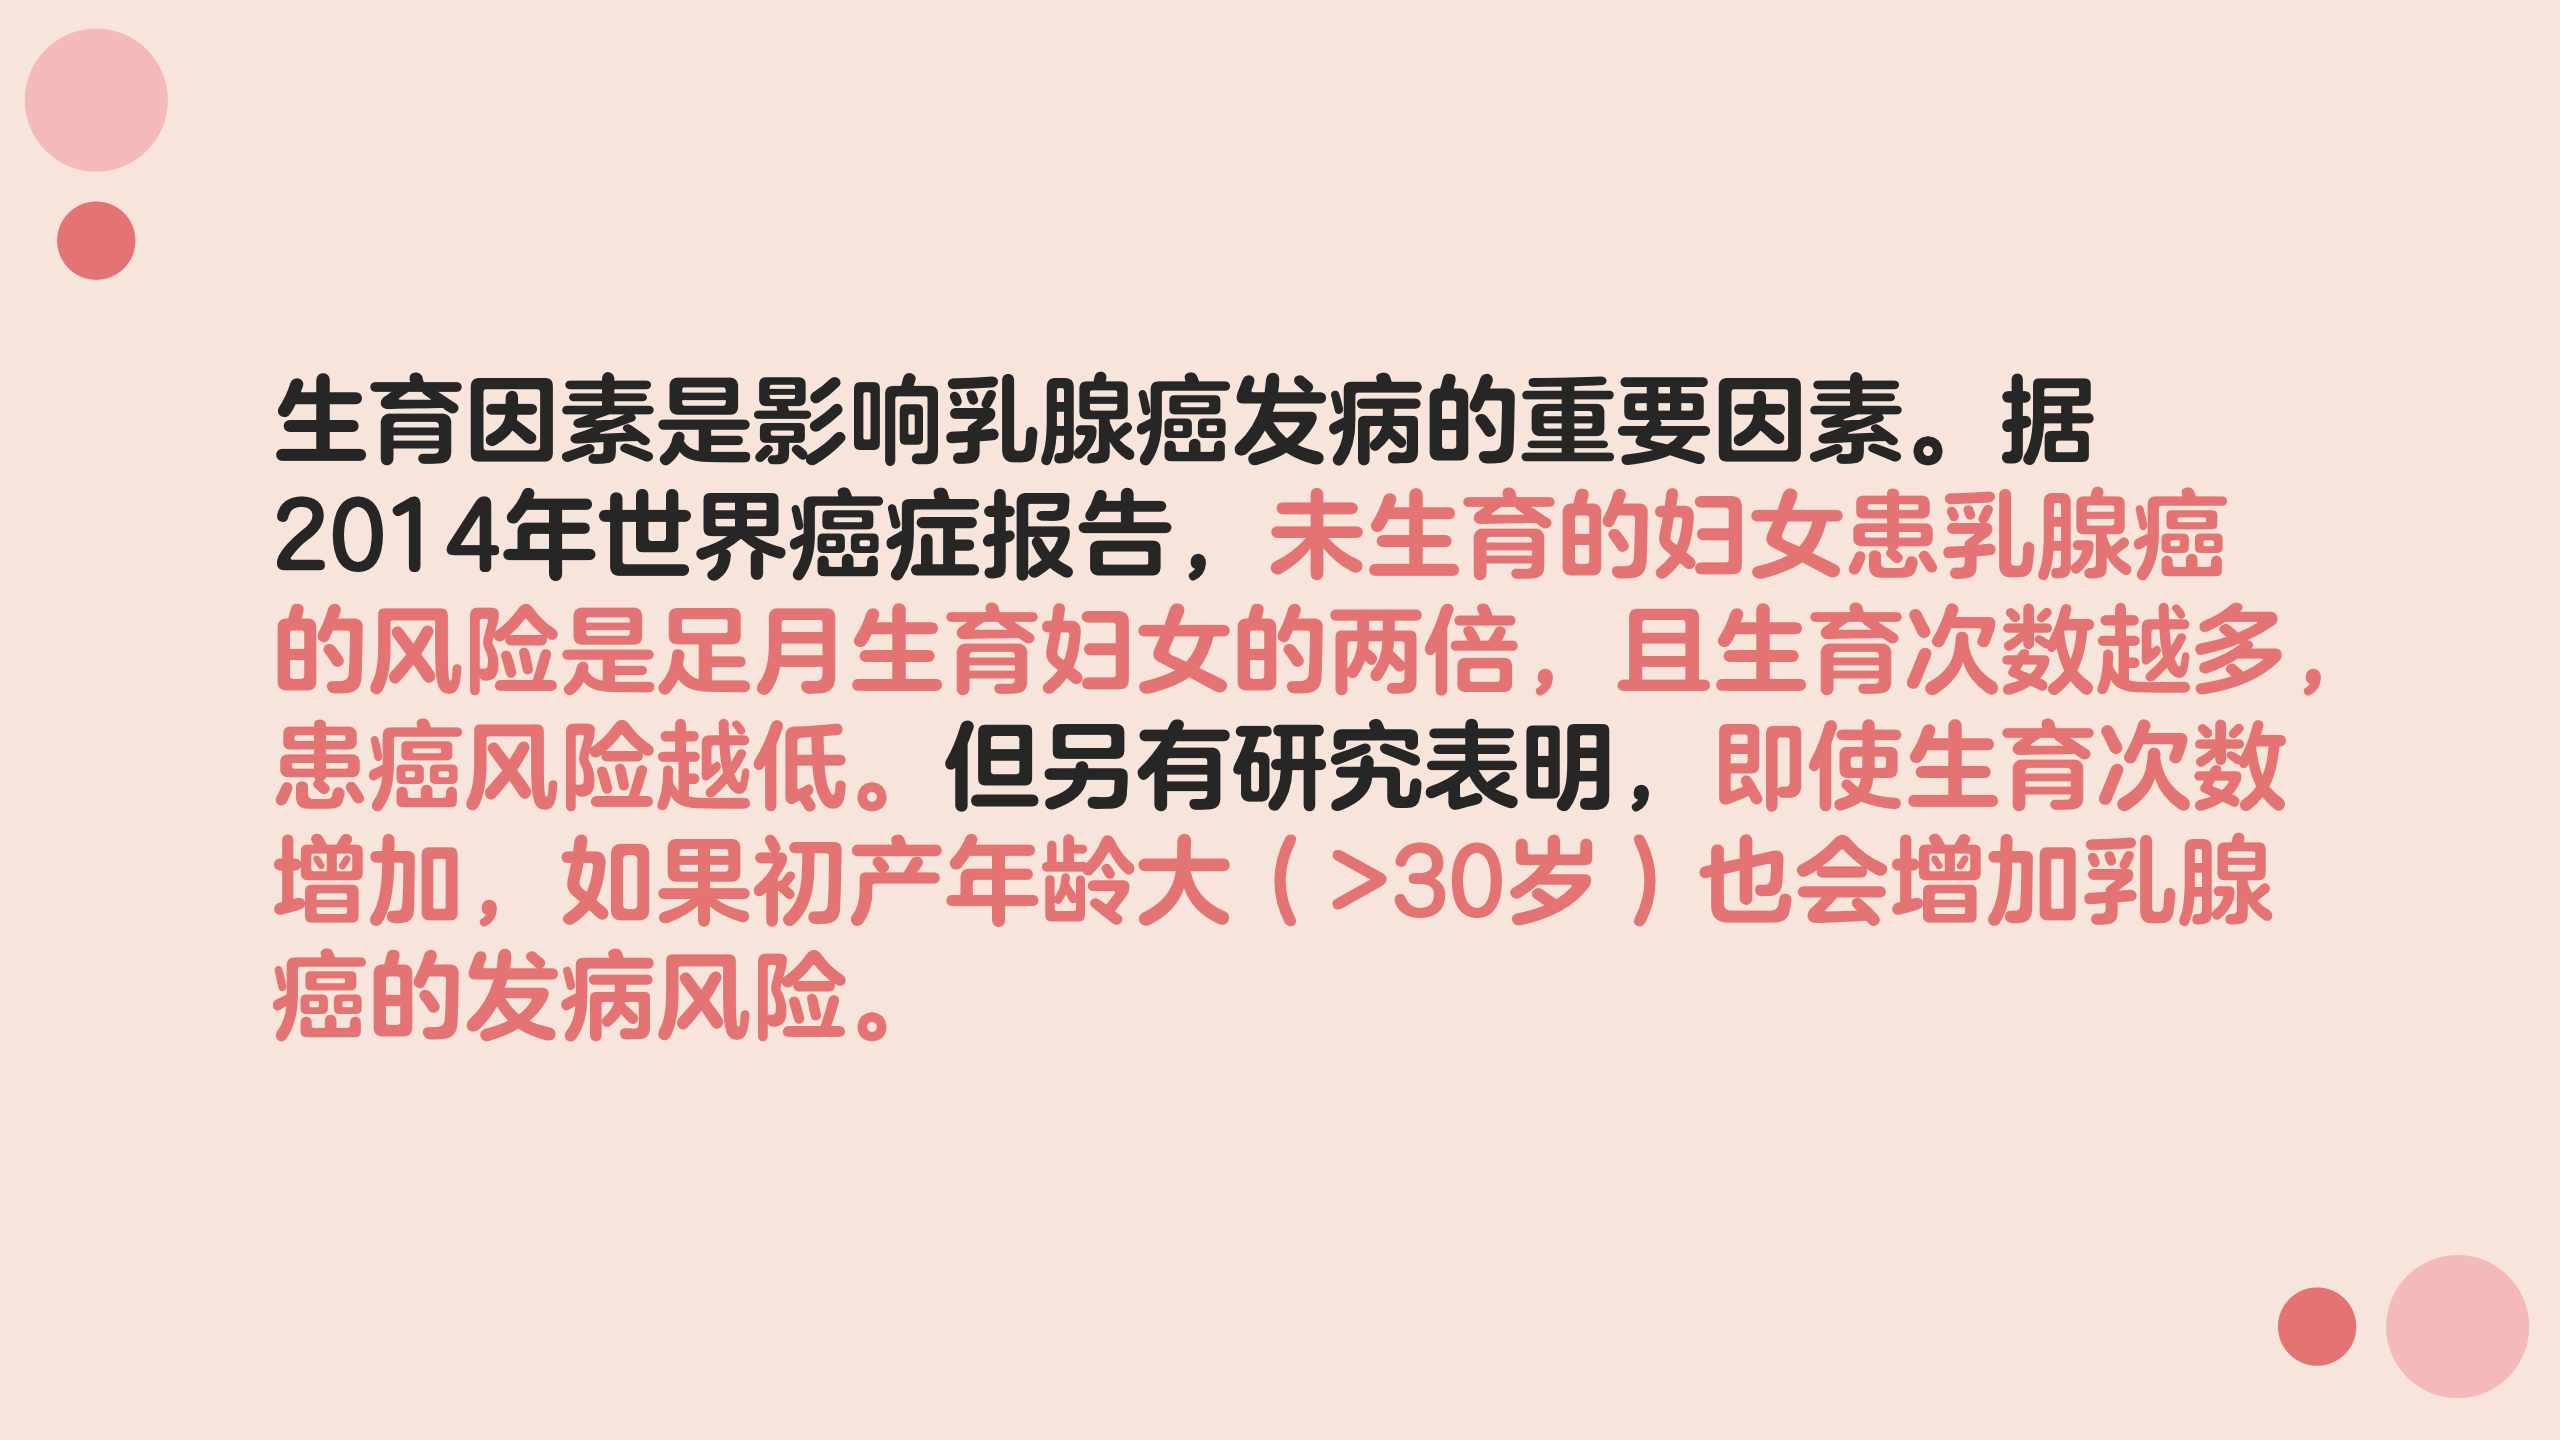 生育因素是影响乳腺癌发病的重要因素。据
2014年世界癌症报告，未生育的妇女患乳腺癌
的风险是足月生育妇女的两倍，且生育次数越多，
患癌风险越低。但另有研究表明，即使生育次数
增加，如果初产年龄大（>30岁）也会增加乳腺
癌的发病风险。